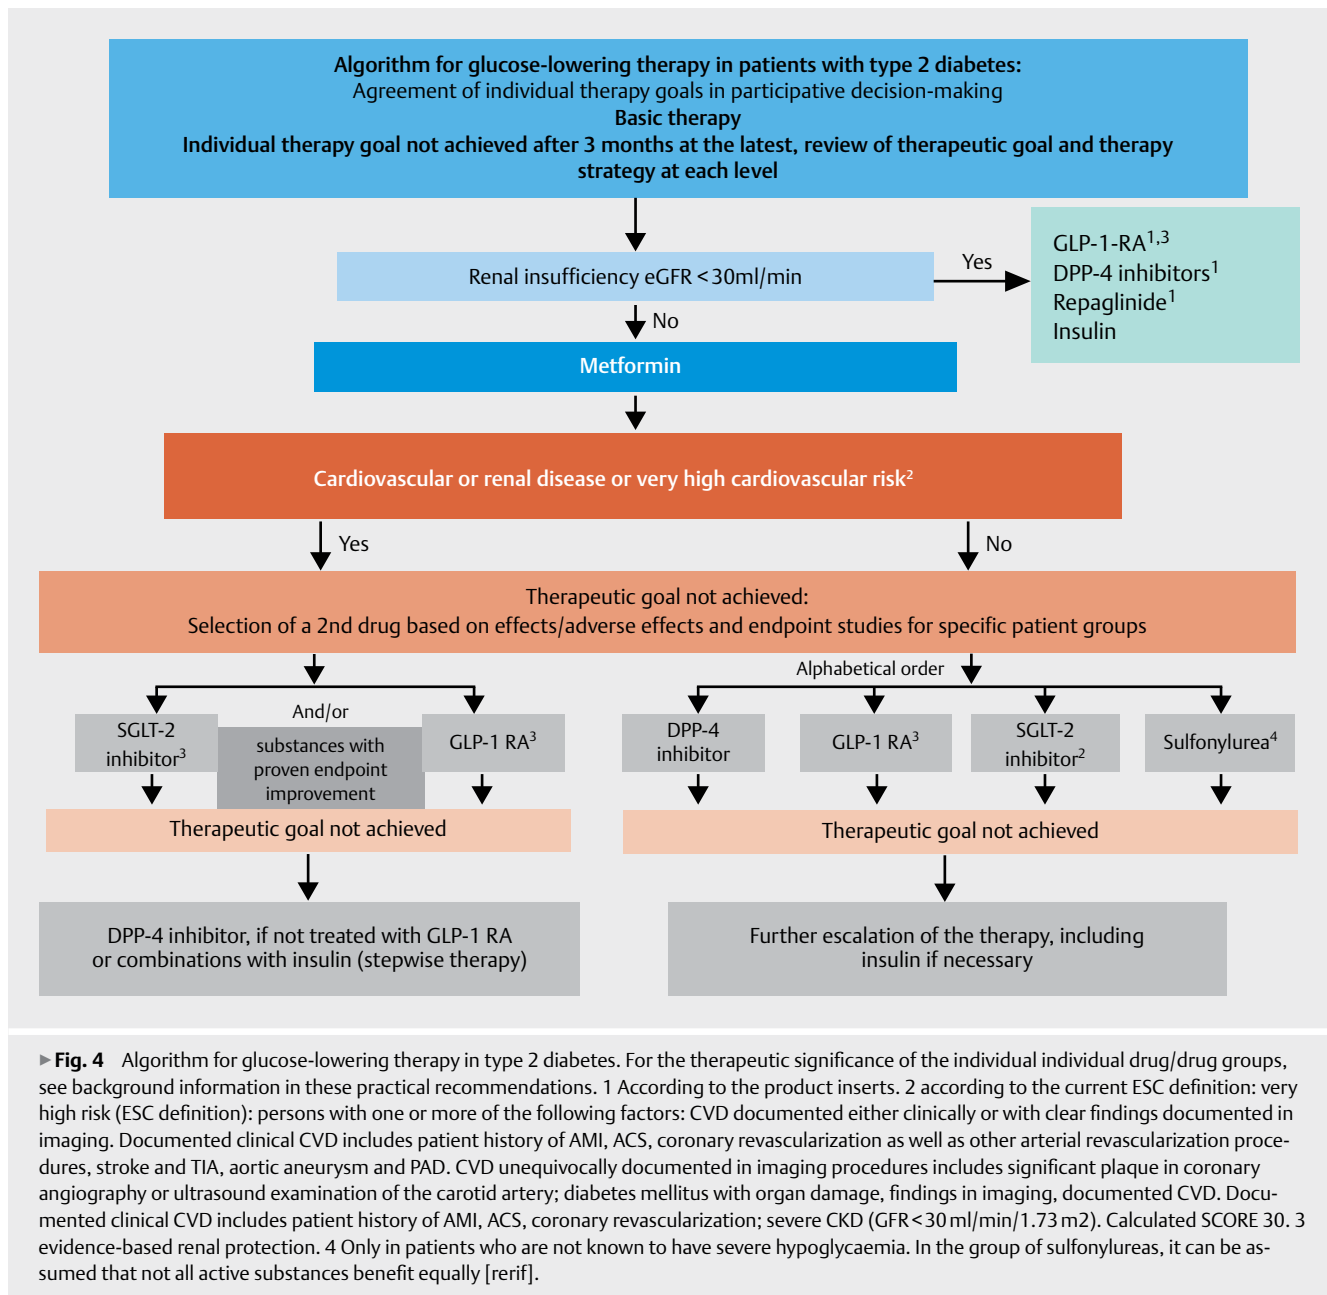 Algorithm for glucose-lowering therapy in patients with type 2 diabetes:
Agreement of individual therapy goals in participative decision-making
Basic therapy
Individual therapy goal not achieved after 3 months at the latest, review of therapeutic goal and therapy
strategy at each level
Renal insufficiency eGFR < 30ml/min
Yes
GLP-1-RA1,3
DPP-4 inhibitors1
Repaglinide1
Insulin
No
Metformin
Cardiovascular or renal disease or very high cardiovascular risk2
Yes
No
Therapeutic goal not achieved:
Selection of a 2nd drug based on effects/adverse effects and endpoint studies for specific patient groups
Alphabetical order
SGLT-2
inhibitor3
And/or
substances with
proven endpoint
improvement
GLP-1 RA3
DPP-4
inhibitor
GLP-1 RA3
SGLT-2
inhibitor2
Sulfonylurea4
Therapeutic goal not achieved
Therapeutic goal not achieved
DPP-4 inhibitor, if not treated with GLP-1 RA
or combinations with insulin (stepwise therapy)
Further escalation of the therapy, including
insulin if necessary
▶Fig. 4 Algorithm for glucose-lowering therapy in type 2 diabetes. For the therapeutic significance of the individual individual drug/drug groups,
see background information in these practical recommendations. 1 According to the product inserts. 2 according to the current ESC definition: very
high risk (ESC definition): persons with one or more of the following factors: CVD documented either clinically or with clear findings documented in
imaging. Documented clinical CVD includes patient history of AMI, ACS, coronary revascularization as well as other arterial revascularization proce-
dures, stroke and TIA, aortic aneurysm and PAD. CVD unequivocally documented in imaging procedures includes significant plaque in coronary
angiography or ultrasound examination of the carotid artery; diabetes mellitus with organ damage, findings in imaging, documented CVD. Docu-
mented clinical CVD includes patient history of AMI, ACS, coronary revascularization; severe CKD (GFR < 30 ml/min/1.73 m2). Calculated SCORE 30. 3
evidence-based renal protection. 4 Only in patients who are not known to have severe hypoglycaemia. In the group of sulfonylureas, it can be as-
sumed that not all active substances benefit equally [rerif].